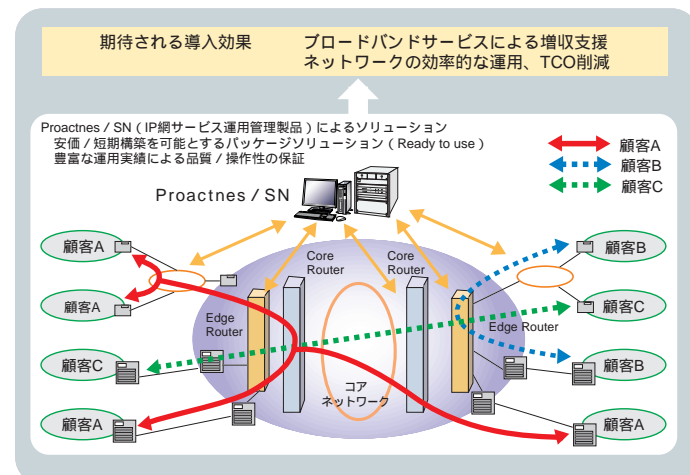 期待される導入効果
ブロードバンドサービスによる増収支援
ネットワークの効率的な運用、TCO削減
Proactnes / SN（IP網サービス運用管理製品）によるソリューション
安価 / 短期構築を可能とするパッケージソリューション（Ready to use）
豊富な運用実績による品質 / 操作性の保証
顧客A
顧客B
顧客C
Proactnes / SN
顧客A
顧客A
顧客C
顧客A
Edge
Router
Core
Router
コア
ネットワーク
Core
Router
Edge Router
顧客B
顧客C
顧客B
顧客A